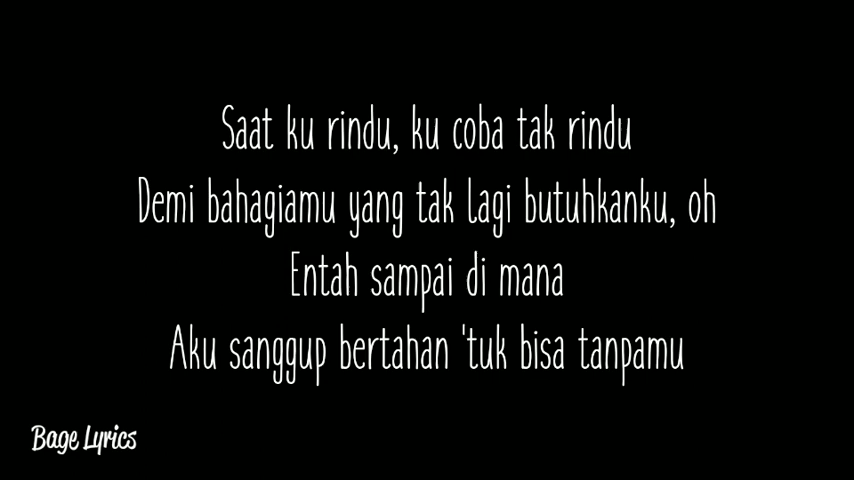 Saat ku rindu, ku coba tak rindu
Demi bahagiamu yang tak lagi butuhkanku, oh
Entah sampai di mana
Aku sanggup bertahan 'tuk bisa tanpamu
Bage Lyrics